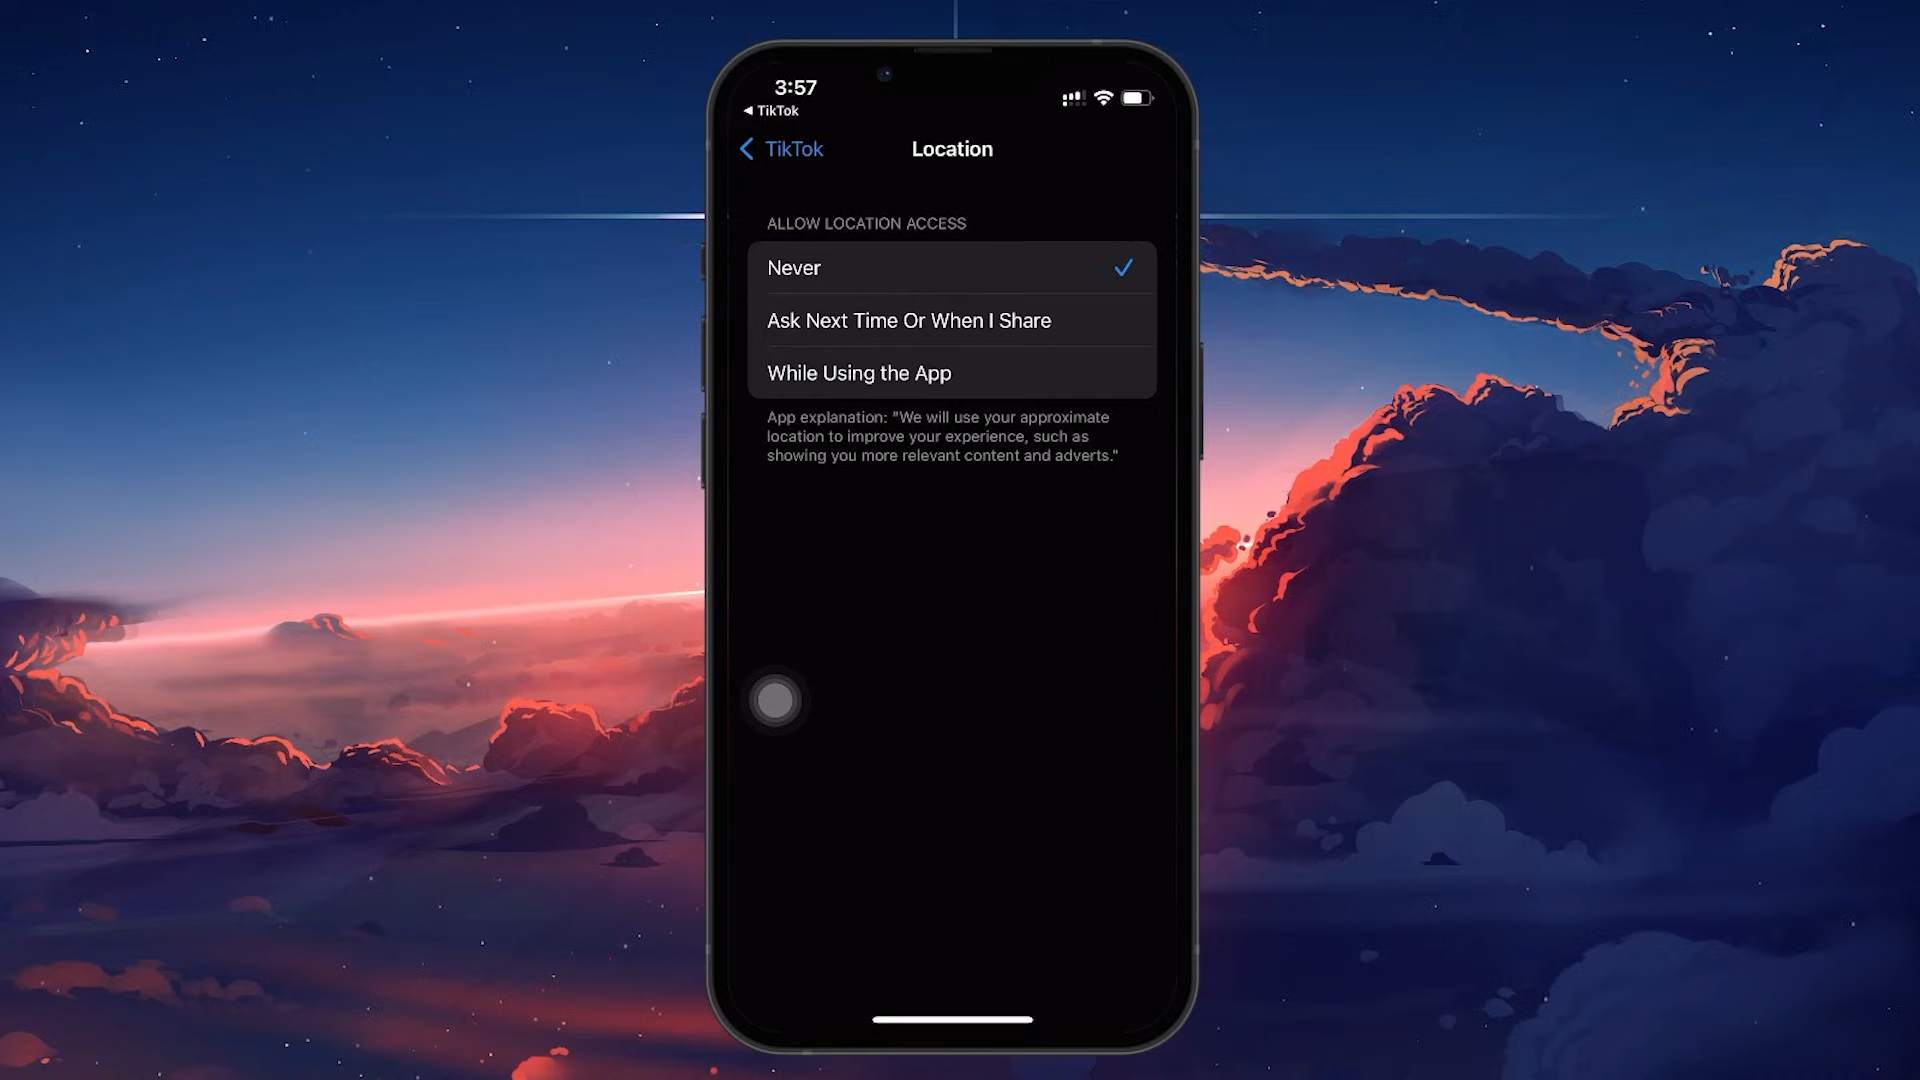 3:57
◀ TikTok
TikTok
Location
ALLOW LOCATION ACCESS
Never
Ask Next Time Or When I Share
While Using the App
App explanation: "We will use your approximate
location to improve your experience, such as
showing you more relevant content and adverts."